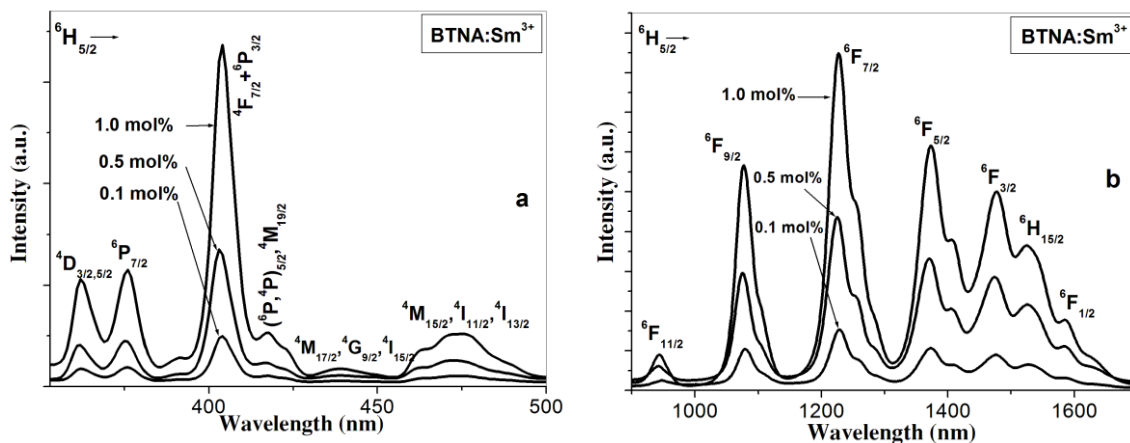 ⁶H₅/₂
BTNA:Sm³⁺
⁴F₇/₂+⁶P₃/₂
1.0 mol%
0.5 mol%
0.1 mol%
a
⁴D₃/₂,₅/₂
⁶P₇/₂
(⁶P,⁴P)₅/₂,⁴M₁₉/₂
⁴M₁₇/₂,⁴G₉/₂,⁴I₁₅/₂
⁴M₁₅/₂,⁴I₁₁/₂,⁴I₁₃/₂
Intensity (a.u.)
400 450 500
Wavelength (nm)
⁶H₅/₂
BTNA:Sm³⁺
⁶F₇/₂
1.0 mol%
⁶F₉/₂
⁶F₅/₂
0.5 mol%
⁶F₃/₂
b
0.1 mol%
⁶H₁₅/₂
⁶F₁/₂
⁶F₁₁/₂
Intensity (a.u.)
1000 1200 1400 1600
Wavelength (nm)